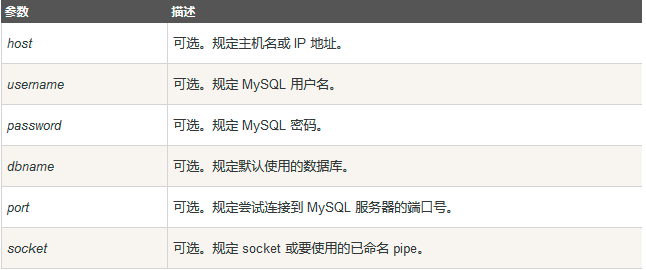 参数 描述
host 可选。规定主机名或 IP 地址。
username 可选。规定 MySQL 用户名。
password 可选。规定 MySQL 密码。
dbname 可选。规定默认使用的数据库。
port 可选。规定尝试连接到 MySQL 服务器的端口号。
socket 可选。规定 socket 或要使用的已命名 pipe。